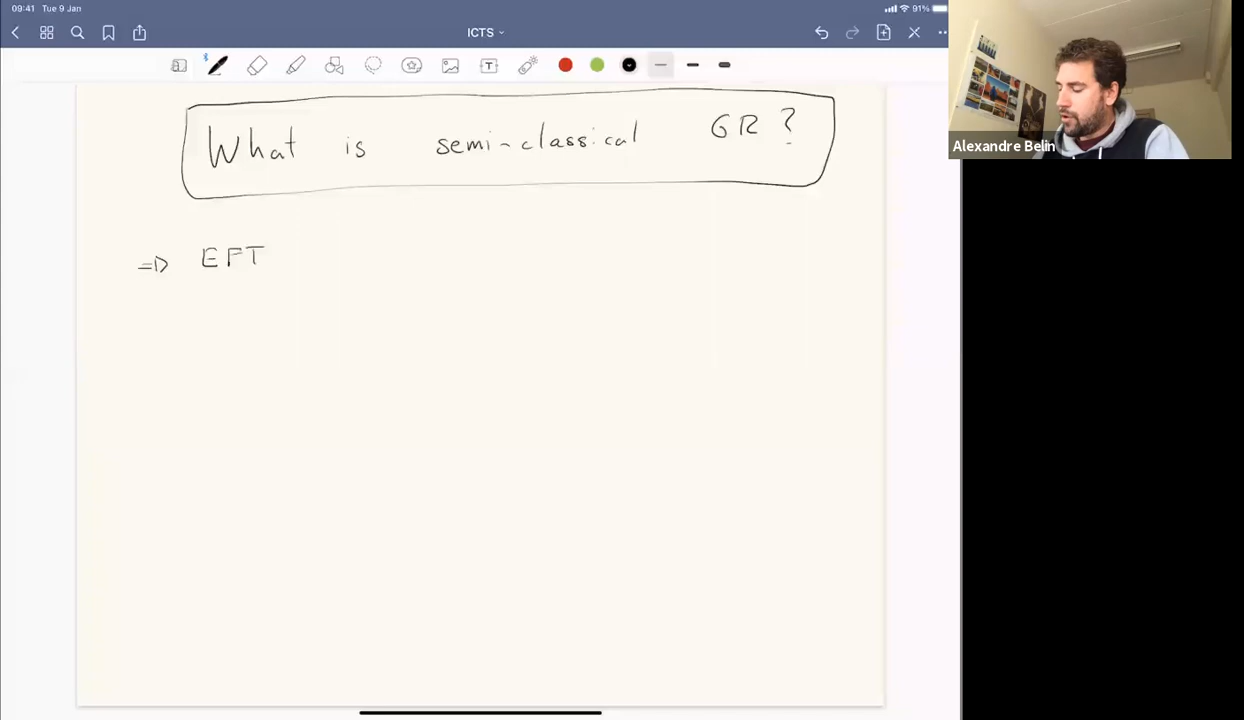 09:41 Tue 9 Jan
91%
ICTS
What is semi-classical GR ?
⇒ EFT
Alexandre Belin